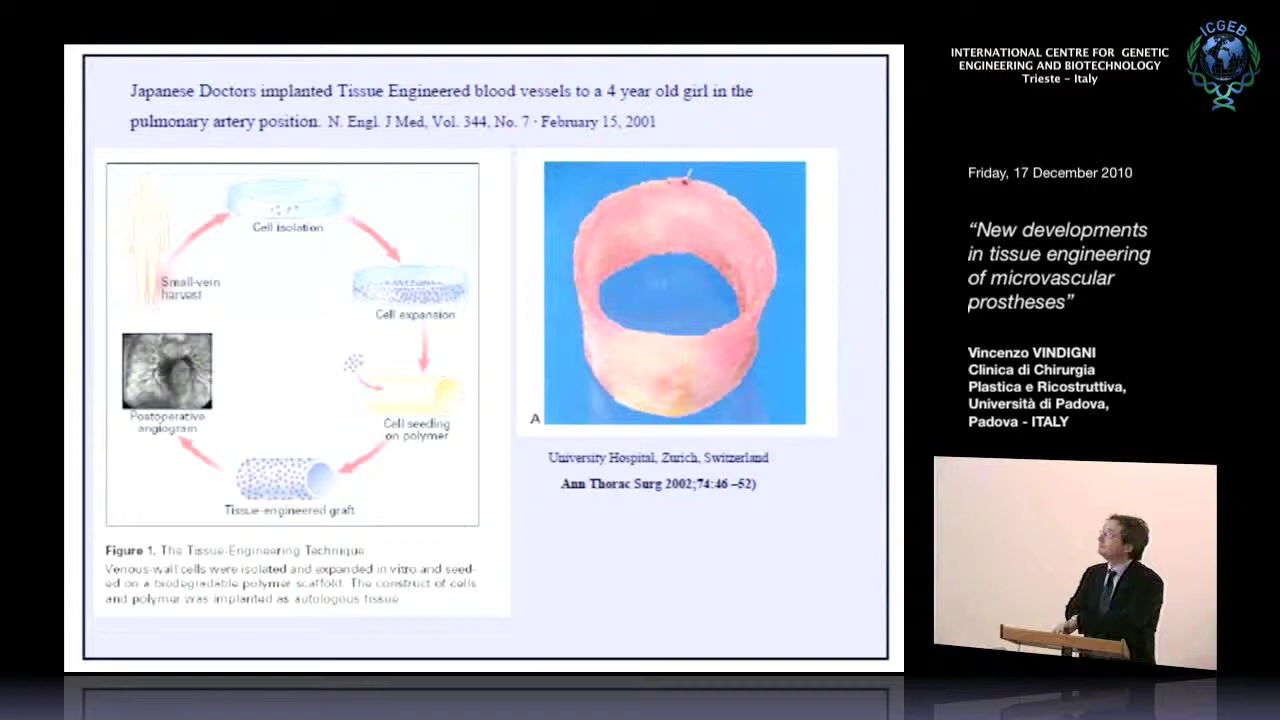 Japanese Doctors implanted Tissue Engineered blood vessels to a 4 year old girl in the
pulmonary artery position. N. Engl. J Med, Vol. 344, No. 7 · February 15, 2001
Cell isolation
Small-vein
harvest
Cell expansion
Cell seeding
on polymer
Postoperative
angiogram
Tissue-engineered graft
Figure 1. The Tissue-Engineering Technique
Venous-wall cells were isolated and expanded in vitro and seed-
ed on a biodegradable polymer scaffold. The construct of cells
and polymer was implanted as autologous tissue
A
University Hospital, Zurich, Switzerland
Ann Thorac Surg 2002;74:46 –52)
INTERNATIONAL CENTRE FOR GENETIC
ENGINEERING AND BIOTECHNOLOGY
Trieste – Italy
ICGEB
Friday, 17 December 2010
“New developments
in tissue engineering
of microvascular
prostheses”
Vincenzo VINDIGNI
Clinica di Chirurgia
Plastica e Ricostruttiva,
Università di Padova,
Padova - ITALY